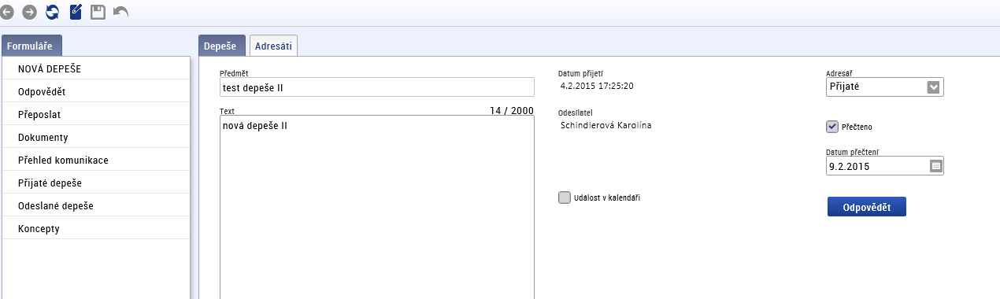 Formuláře
NOVÁ DEPEŠE
Odpovědět
Přeposlat
Dokumenty
Přehled komunikace
Přijaté depeše
Odeslané depeše
Koncepty
Depeše
Adresáti
Předmět
test depeše II
Text
14 / 2000
nová depeše II
Datum přijetí
4.2.2015 17:25:20
Odesílatel
Schindlerová Karolína
Událost v kalendáři
Adresář
Přijaté
Přečteno
Datum přečtení
9.2.2015
Odpovědět